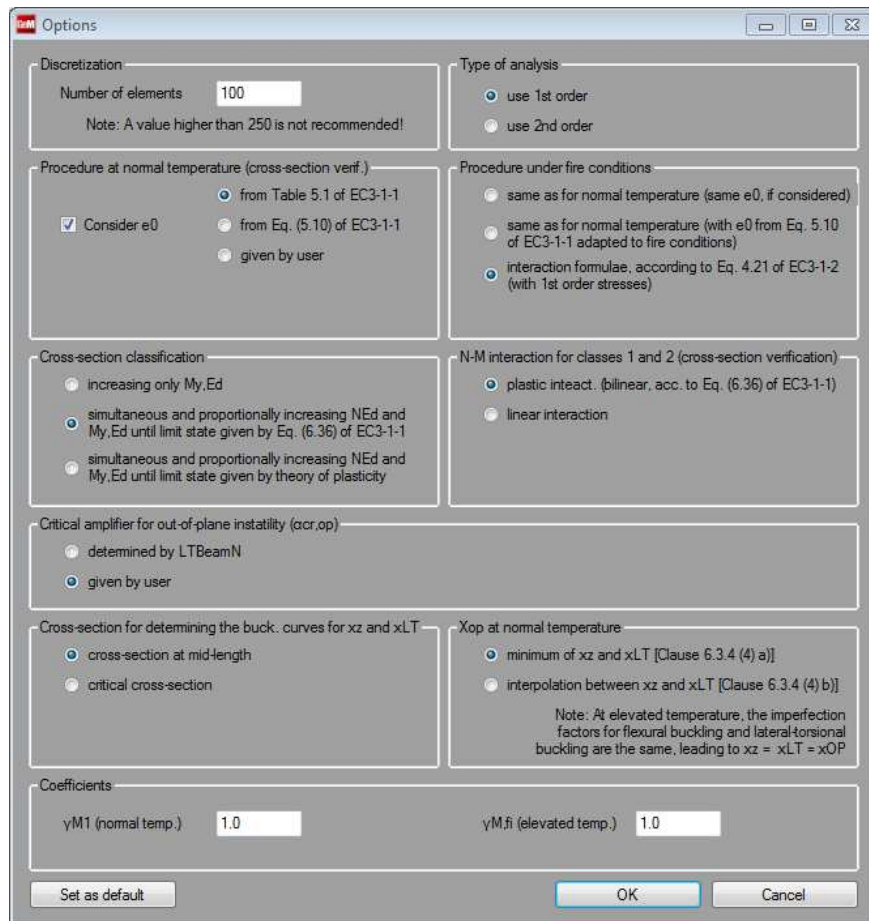 Options
Discretization
Number of elements 100
Note: A value higher than 250 is not recommended!
Type of analysis
use 1st order
use 2nd order
Procedure at normal temperature (cross-section verif.)
Consider e0
from Table 5.1 of EC3-1-1
from Eq. (5.10) of EC3-1-1
given by user
Procedure under fire conditions
same as for normal temperature (same e0, if considered)
same as for normal temperature (with e0 from Eq. 5.10
of EC3-1-1 adapted to fire conditions)
interaction formulae, according to Eq. 4.21 of EC3-1-2
(with 1st order stresses)
Cross-section classification
increasing only My,Ed
simultaneous and proportionally increasing NEd and
My,Ed until limit state given by Eq. (6.36) of EC3-1-1
simultaneous and proportionally increasing NEd and
My,Ed until limit state given by theory of plasticity
N-M interaction for classes 1 and 2 (cross-section verification)
plastic inteact. (bilinear, acc. to Eq. (6.36) of EC3-1-1)
linear interaction
Critical amplifier for out-of-plane instatility (αcr,op)
determined by LTBeamN
given by user
Cross-section for determining the buck. curves for χz and χLT
cross-section at mid-length
critical cross-section
Xop at normal temperature
minimum of χz and χLT [Clause 6.3.4 (4) a)]
interpolation between χz and χLT [Clause 6.3.4 (4) b)]
Note: At elevated temperature, the imperfection
factors for flexural buckling and lateral-torsional
buckling are the same, leading to χz = χLT = χOP
Coefficients
γM1 (normal temp.) 1.0
γM,fi (elevated temp.) 1.0
Set as default
OK
Cancel